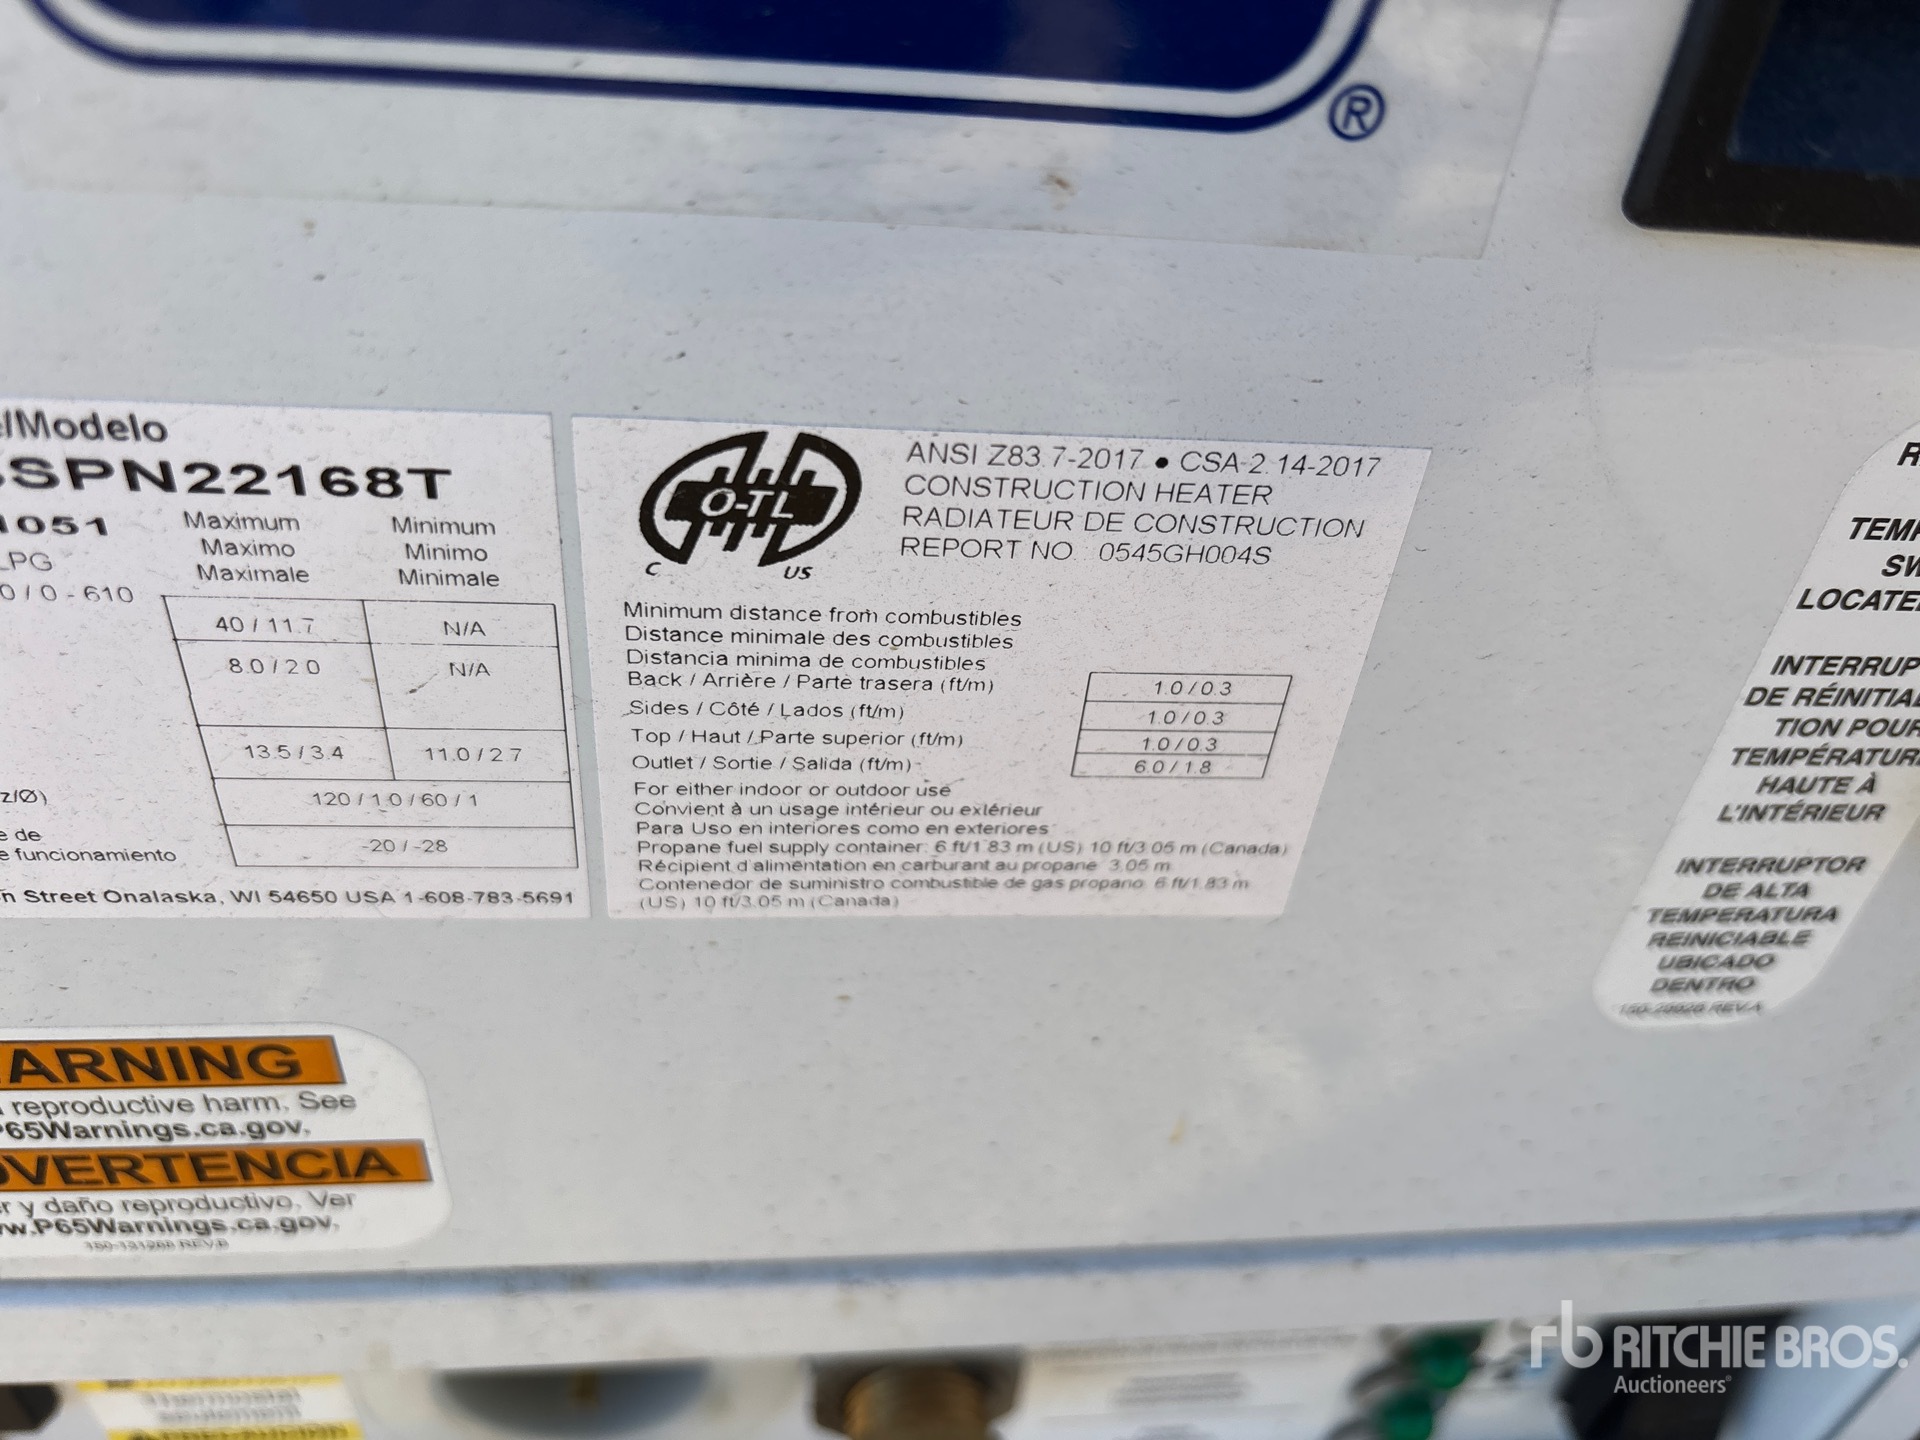 ®
e/Modelo
SSPN22168T
1051
Maximum
Maximo
Maximale
Minimum
Minimo
Minimale
LPG
0 / 0 - 610
40 / 11.7
N/A
8.0 / 2.0
N/A
13.5 / 3.4
11.0 / 2.7
z/Ø)
120 / 1.0 / 60 / 1
e de
e funcionamiento
-20 / -28
n Street Onalaska, WI 54650 USA 1-608-783-5691
O-TL
C US
ANSI Z83.7-2017 • CSA-2.14-2017
CONSTRUCTION HEATER
RADIATEUR DE CONSTRUCTION
REPORT NO. 0545GH004S
Minimum distance from combustibles
Distance minimale des combustibles
Distancia minima de combustibles
Back / Arrière / Parte trasera (ft/m) 1.0 / 0.3
Sides / Côté / Lados (ft/m) 1.0 / 0.3
Top / Haut / Parte superior (ft/m) 1.0 / 0.3
Outlet / Sortie / Salida (ft/m) 6.0 / 1.8
For either indoor or outdoor use
Convient à un usage intérieur ou extérieur
Para Uso en interiores como en exteriores
Propane fuel supply container: 6 ft/1.83 m (US) 10 ft/3.05 m (Canada)
Récipient d'alimentation en carburant au propane: 3.05 m
Contenedor de suministro combustible de gas propano: 6 ft/1.83 m
(US) 10 ft/3.05 m (Canada)
R
TEMP
SW
LOCATE
INTERRUP
DE RÉINITIAL
TION POUR
TEMPÉRATUR
HAUTE À
L'INTÉRIEUR
INTERRUPTOR
DE ALTA
TEMPERATURA
REINICIABLE
UBICADO
DENTRO
ARNING
reproductive harm. See
P65Warnings.ca.gov.
OVERTENCIA
r y daño reproductivo. Ver
w.P65Warnings.ca.gov.
Thermostat
rb RITCHIE BROS.
Auctioneers